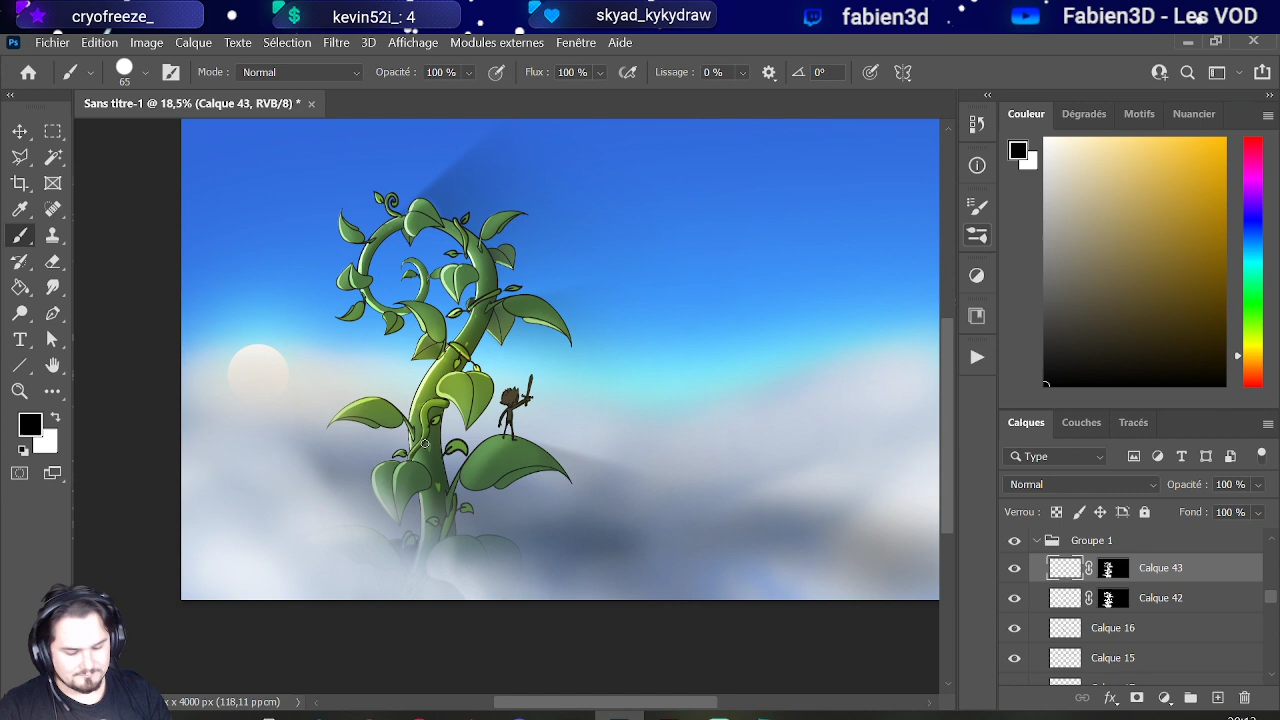 cryofreeze_
kevin52i_: 4
skyad_kykydraw
fabien3d
Fabien3D - Les VOD
Ps Fichier Edition Image Calque Texte Sélection Filtre 3D Affichage Modules externes Fenêtre Aide
65 Mode : Normal Opacité : 100 % Flux : 100 % Lissage : 0 % 0°
Sans titre-1 @ 18,5% (Calque 43, RVB/8) *
Couleur Dégradés Motifs Nuancier
Calques Couches Tracés
Type
Normal Opacité : 100 %
Verrou : Fond : 100 %
Groupe 1
Calque 43
Calque 42
Calque 16
Calque 15
x 4000 px (118,11 ppcm)